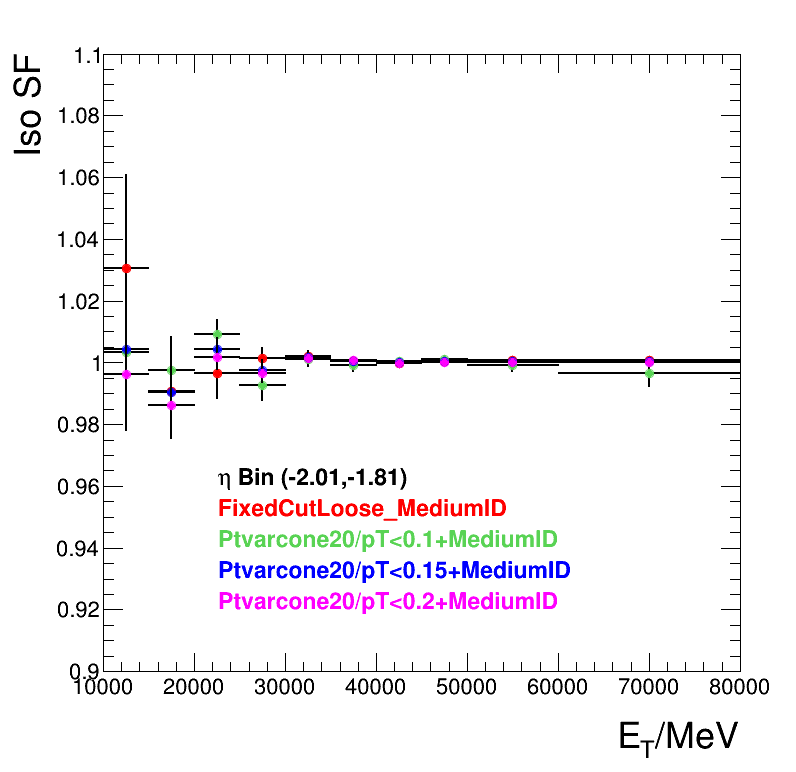 Iso SF
1.1
1.08
1.06
1.04
1.02
1
0.98
0.96
0.94
0.92
0.9
η Bin (-2.01,-1.81)
FixedCutLoose_MediumID
Ptvarcone20/pT<0.1+MediumID
Ptvarcone20/pT<0.15+MediumID
Ptvarcone20/pT<0.2+MediumID
10000 20000 30000 40000 50000 60000 70000 80000
E_T/MeV